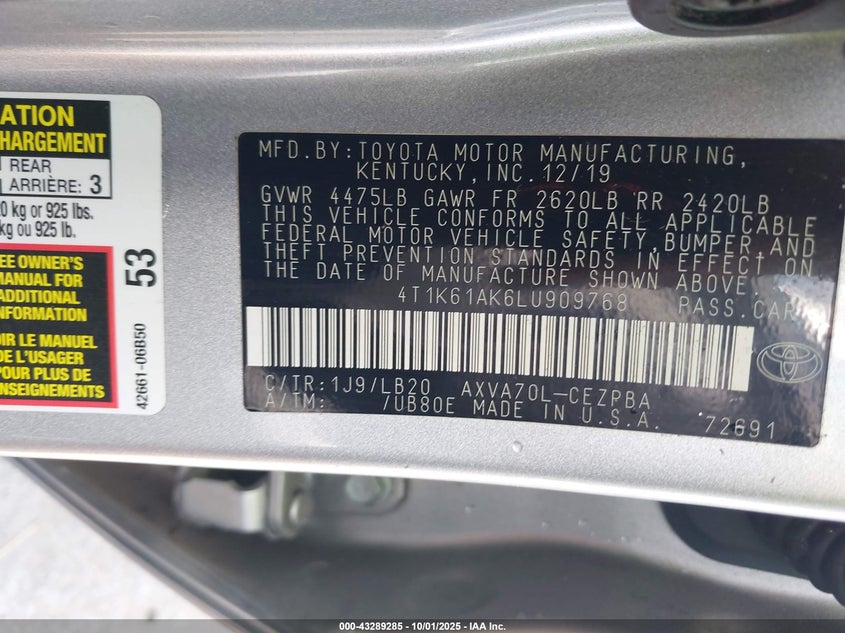 ATION
HARGEMENT
REAR
ARRIÈRE: 3
0 kg or 925 lbs.
kg ou 925 lb.
EE OWNER'S
MANUAL FOR
INFORMATION
OIR LE MANUEL
DE L'USAGER
POUR PLUS DE
ENSEIGNEMENTS
53
42661-06B50
MFD.BY:TOYOTA MOTOR MANUFACTURING,
KENTUCKY, INC. 12/19
GVWR 4475LB GAWR FR 2620LB RR 2420LB
THIS VEHICLE CONFORMS TO ALL APPLICABLE
FEDERAL MOTOR VEHICLE SAFETY,BUMPER AND
THEFT PREVENTION STANDARDS IN EFFECT ON
THE DATE OF MANUFACTURE SHOWN ABOVE.
4T1K61AK6LU909768 PASS.CAR
C/TR:1J9/LB20 AXVA70L-CEZPBA
A/TM: 7UB80E MADE IN U.S.A.
72691
000-43289285 - 10/01/2025 - IAA Inc.